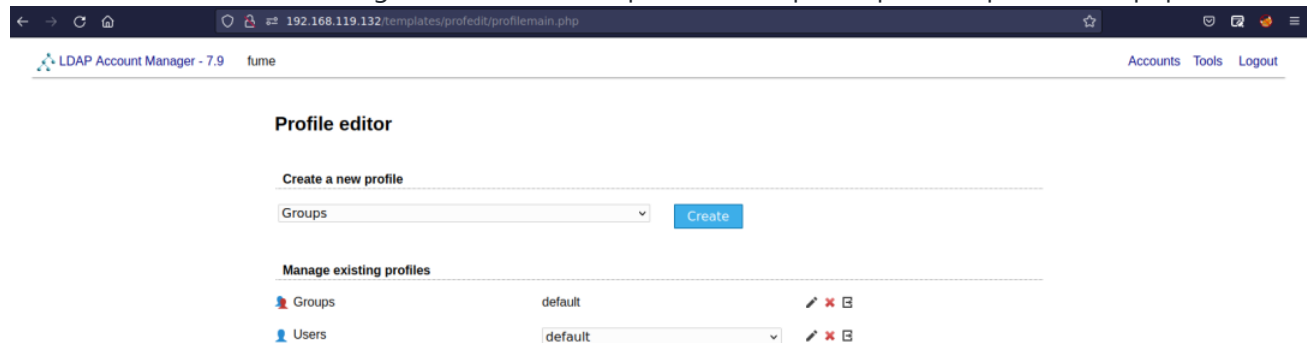 192.168.119.132/templates/profedit/profilemain.php
LDAP Account Manager - 7.9 fume Accounts Tools Logout
Profile editor
Create a new profile
Groups Create
Manage existing profiles
Groups default
Users default